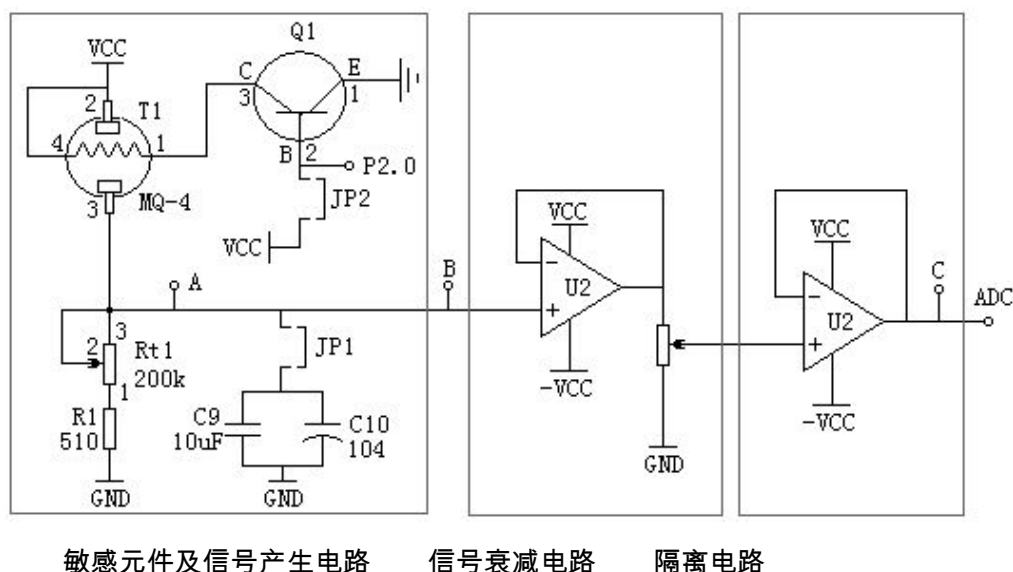 Q1
VCC
C
E
2
T1
3
1
4
1
B
2
P2.0
3
MQ-4
JP2
VCC
A
B
VCC
−
U2
+
-VCC
VCC
−
U2
+
-VCC
C
ADC
3
2
Rt1
200k
1
JP1
R1
510
C9
10uF
C10
104
GND
GND
GND
敏感元件及信号产生电路
信号衰减电路
隔离电路